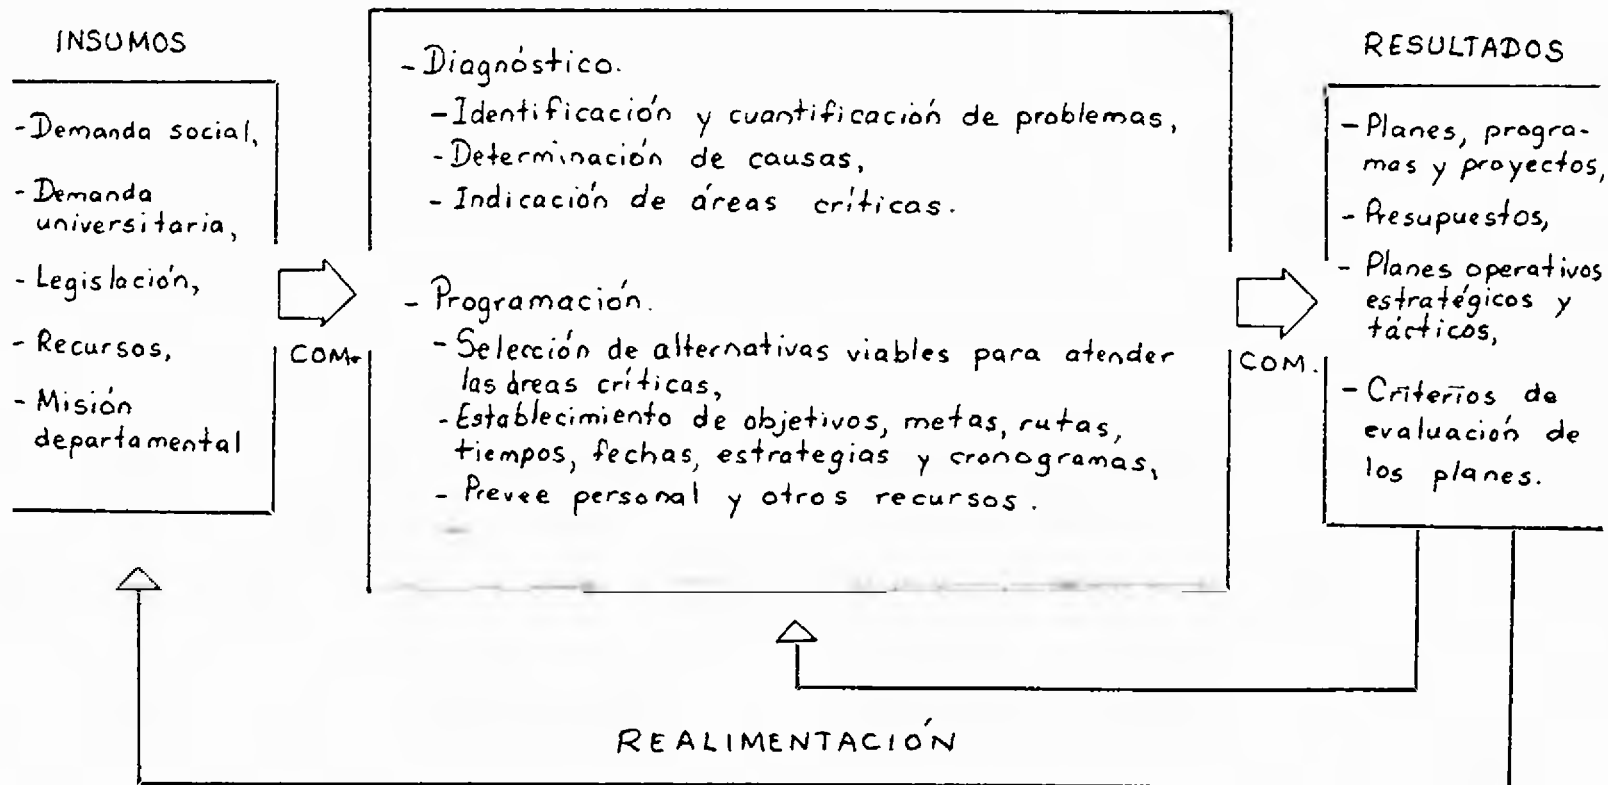 INSUMOS
-Demanda social,
-Demanda
universitaria,
-Legislación,
-Recursos,
-Misión
departamental
COM.
-Diagnóstico.
-Identificación y cuantificación de problemas,
-Determinación de causas,
-Indicación de áreas críticas.
-Programación.
-Selección de alternativas viables para atender
las áreas críticas,
-Establecimiento de objetivos, metas, rutas,
tiempos, fechas, estrategias y cronogramas,
-Prevee personal y otros recursos.
COM.
RESULTADOS
-Planes, progra-
mas y proyectos,
-Presupuestos,
-Planes operativos
estratégicos y
tácticos,
-Criterios de
evaluación de
los planes.
REALIMENTACIÓN